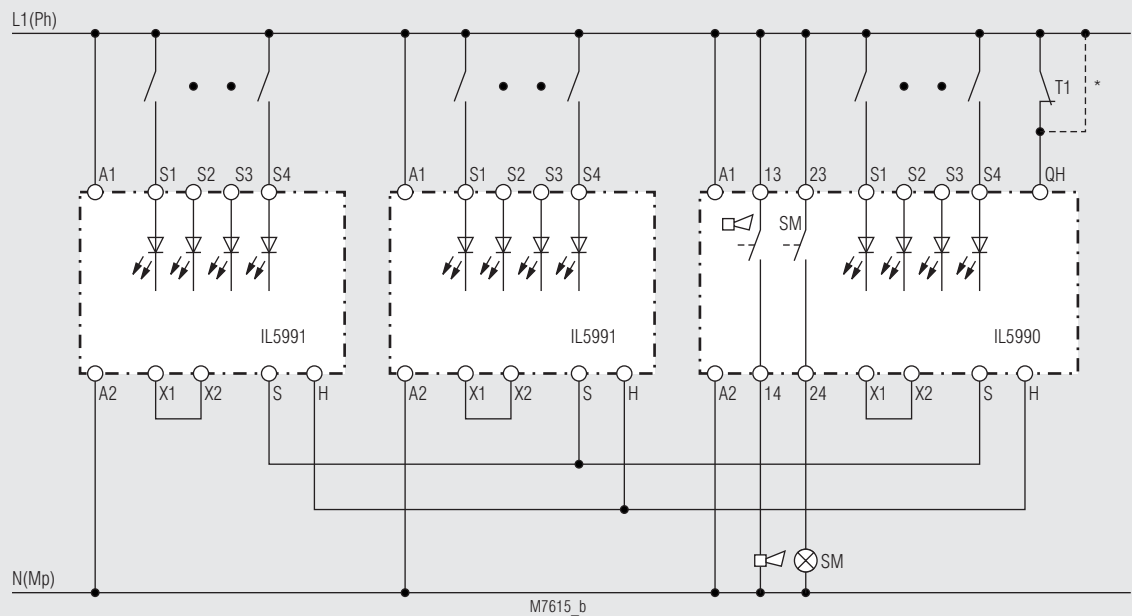 L1(Ph)
T1 *
A1 S1 S2 S3 S4 A1 S1 S2 S3 S4 A1 13 23 S1 S2 S3 S4 QH
SM
IL5991 IL5991 IL5990
A2 X1 X2 S H A2 X1 X2 S H A2 14 24 X1 X2 S H
SM
N(Mp)
M7615_b